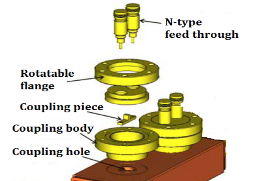 N-type
feed through
Rotatable
flange
Coupling piece
Coupling body
Coupling hole